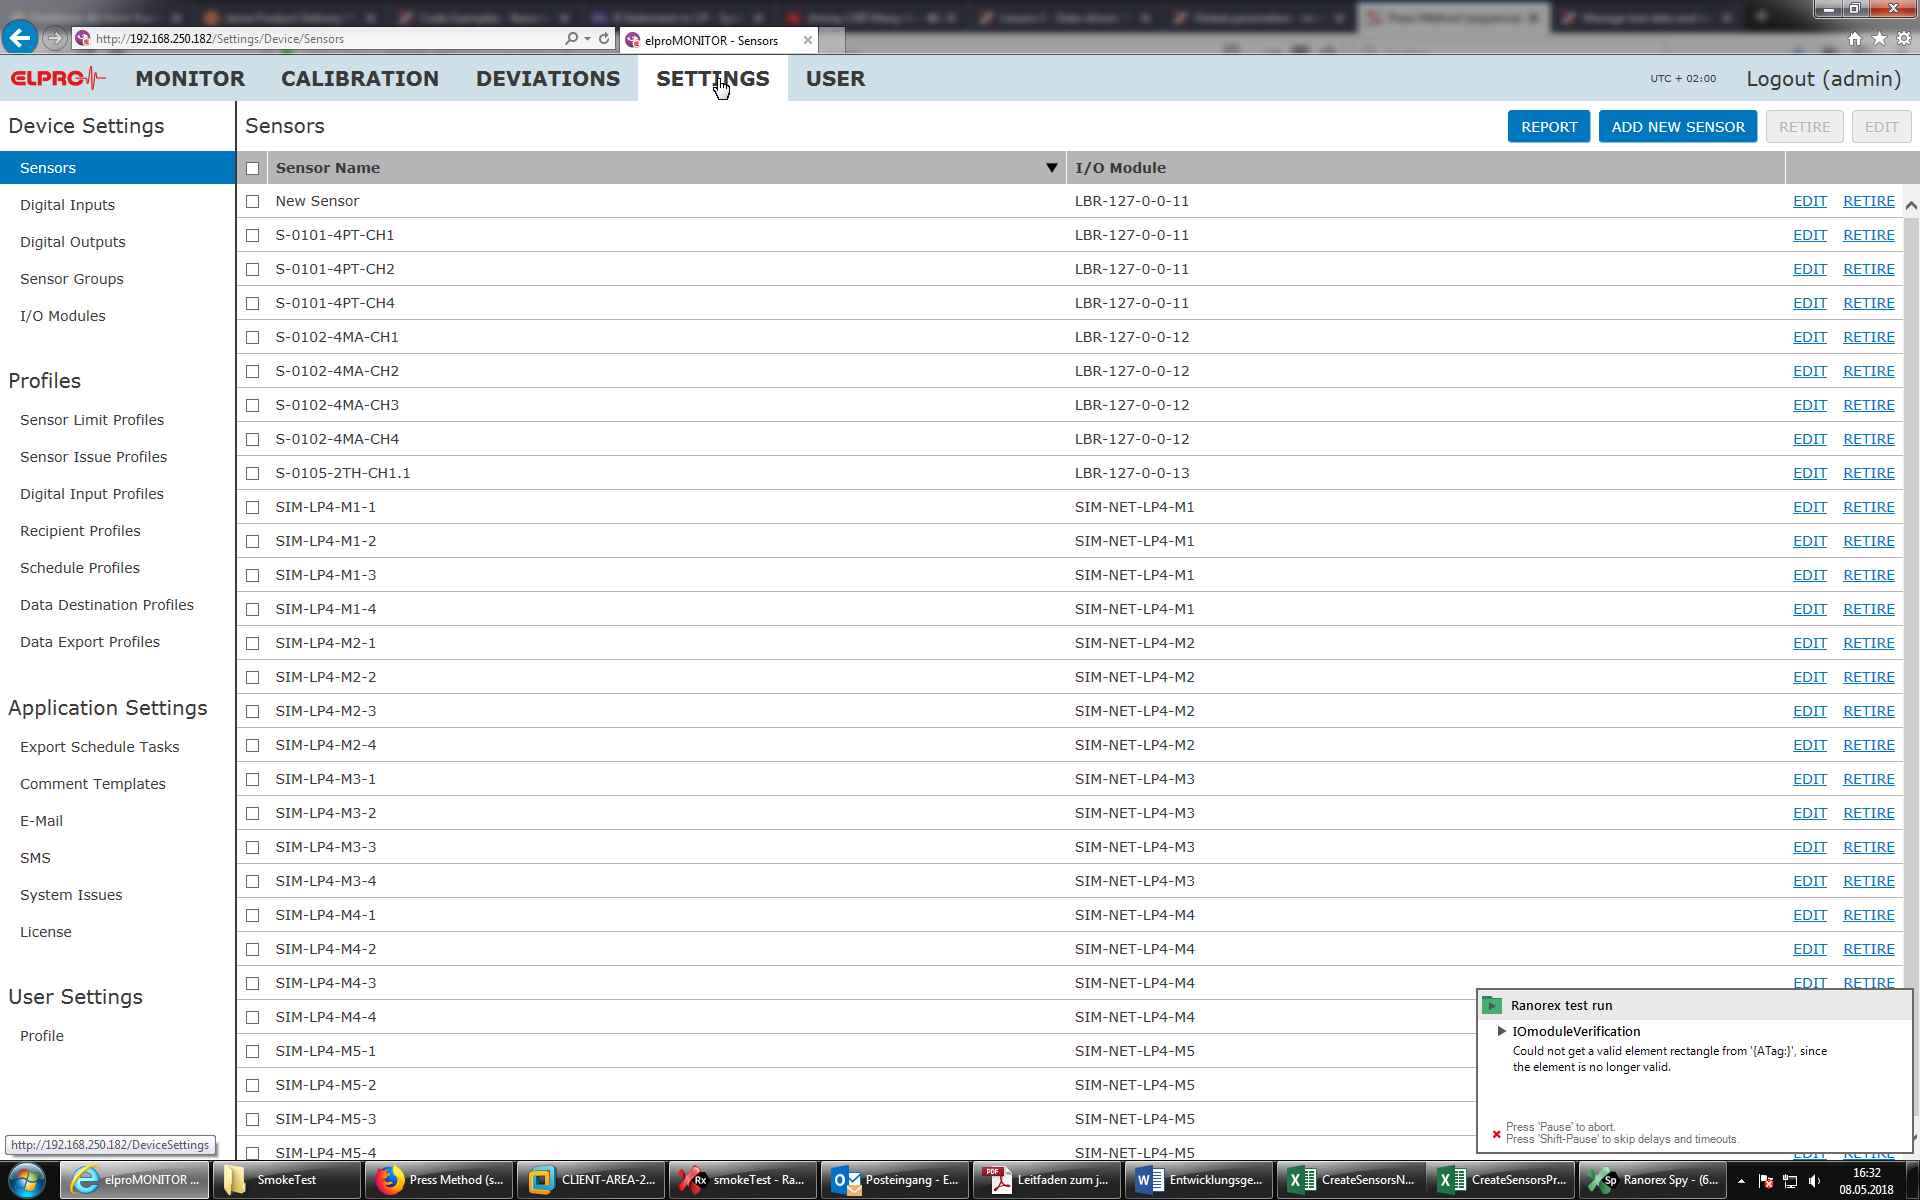 http://192.168.250.182/Settings/Device/Sensors
elproMONITOR - Sensors
ELPRO MONITOR CALIBRATION DEVIATIONS SETTINGS USER UTC + 02:00 Logout (admin)
Device Settings
Sensors
Digital Inputs
Digital Outputs
Sensor Groups
I/O Modules
Profiles
Sensor Limit Profiles
Sensor Issue Profiles
Digital Input Profiles
Recipient Profiles
Schedule Profiles
Data Destination Profiles
Data Export Profiles
Application Settings
Export Schedule Tasks
Comment Templates
E-Mail
SMS
System Issues
License
User Settings
Profile
http://192.168.250.182/DeviceSettings
Sensors REPORT ADD NEW SENSOR RETIRE EDIT
Sensor Name I/O Module
New Sensor LBR-127-0-0-11 EDIT RETIRE
S-0101-4PT-CH1 LBR-127-0-0-11 EDIT RETIRE
S-0101-4PT-CH2 LBR-127-0-0-11 EDIT RETIRE
S-0101-4PT-CH4 LBR-127-0-0-11 EDIT RETIRE
S-0102-4MA-CH1 LBR-127-0-0-12 EDIT RETIRE
S-0102-4MA-CH2 LBR-127-0-0-12 EDIT RETIRE
S-0102-4MA-CH3 LBR-127-0-0-12 EDIT RETIRE
S-0102-4MA-CH4 LBR-127-0-0-12 EDIT RETIRE
S-0105-2TH-CH1.1 LBR-127-0-0-13 EDIT RETIRE
SIM-LP4-M1-1 SIM-NET-LP4-M1 EDIT RETIRE
SIM-LP4-M1-2 SIM-NET-LP4-M1 EDIT RETIRE
SIM-LP4-M1-3 SIM-NET-LP4-M1 EDIT RETIRE
SIM-LP4-M1-4 SIM-NET-LP4-M1 EDIT RETIRE
SIM-LP4-M2-1 SIM-NET-LP4-M2 EDIT RETIRE
SIM-LP4-M2-2 SIM-NET-LP4-M2 EDIT RETIRE
SIM-LP4-M2-3 SIM-NET-LP4-M2 EDIT RETIRE
SIM-LP4-M2-4 SIM-NET-LP4-M2 EDIT RETIRE
SIM-LP4-M3-1 SIM-NET-LP4-M3 EDIT RETIRE
SIM-LP4-M3-2 SIM-NET-LP4-M3 EDIT RETIRE
SIM-LP4-M3-3 SIM-NET-LP4-M3 EDIT RETIRE
SIM-LP4-M3-4 SIM-NET-LP4-M3 EDIT RETIRE
SIM-LP4-M4-1 SIM-NET-LP4-M4 EDIT RETIRE
SIM-LP4-M4-2 SIM-NET-LP4-M4 EDIT RETIRE
SIM-LP4-M4-3 SIM-NET-LP4-M4 EDIT RETIRE
SIM-LP4-M4-4 SIM-NET-LP4-M4
SIM-LP4-M5-1 SIM-NET-LP4-M5
SIM-LP4-M5-2 SIM-NET-LP4-M5
SIM-LP4-M5-3 SIM-NET-LP4-M5
SIM-LP4-M5-4 SIM-NET-LP4-M5 EDIT RETIRE
Ranorex test run
IOmoduleVerification
Could not get a valid element rectangle from '{ATag:}', since
the element is no longer valid.
Press 'Pause' to abort.
Press 'Shift-Pause' to skip delays and timeouts.
elproMONITOR ... SmokeTest Press Method (s... CLIENT-AREA-2... smokeTest - Ra... Posteingang - E... Leitfaden zum j... Entwicklungsge... CreateSensorsN... CreateSensorsPr... Ranorex Spy - (6... 16:32
08.05.2018